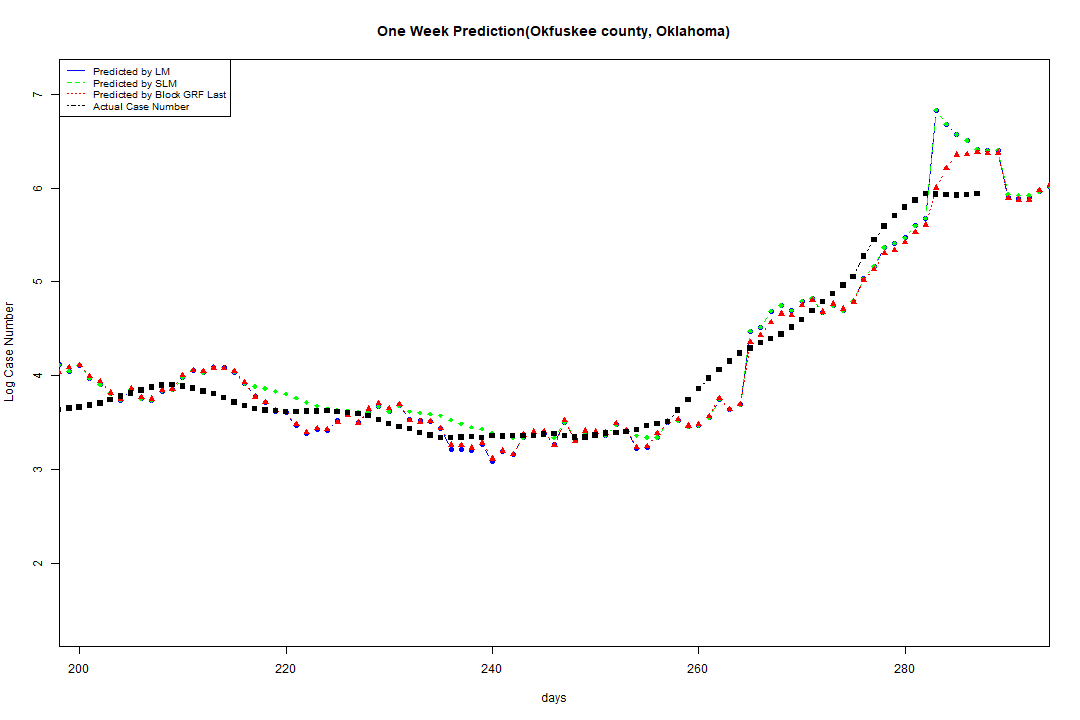 One Week Prediction(Okfuskee county, Oklahoma)
Predicted by LM
Predicted by SLM
Predicted by Block GRF Last
Actual Case Number
7
6
5
4
3
2
Log Case Number
200 220 240 260 280
days